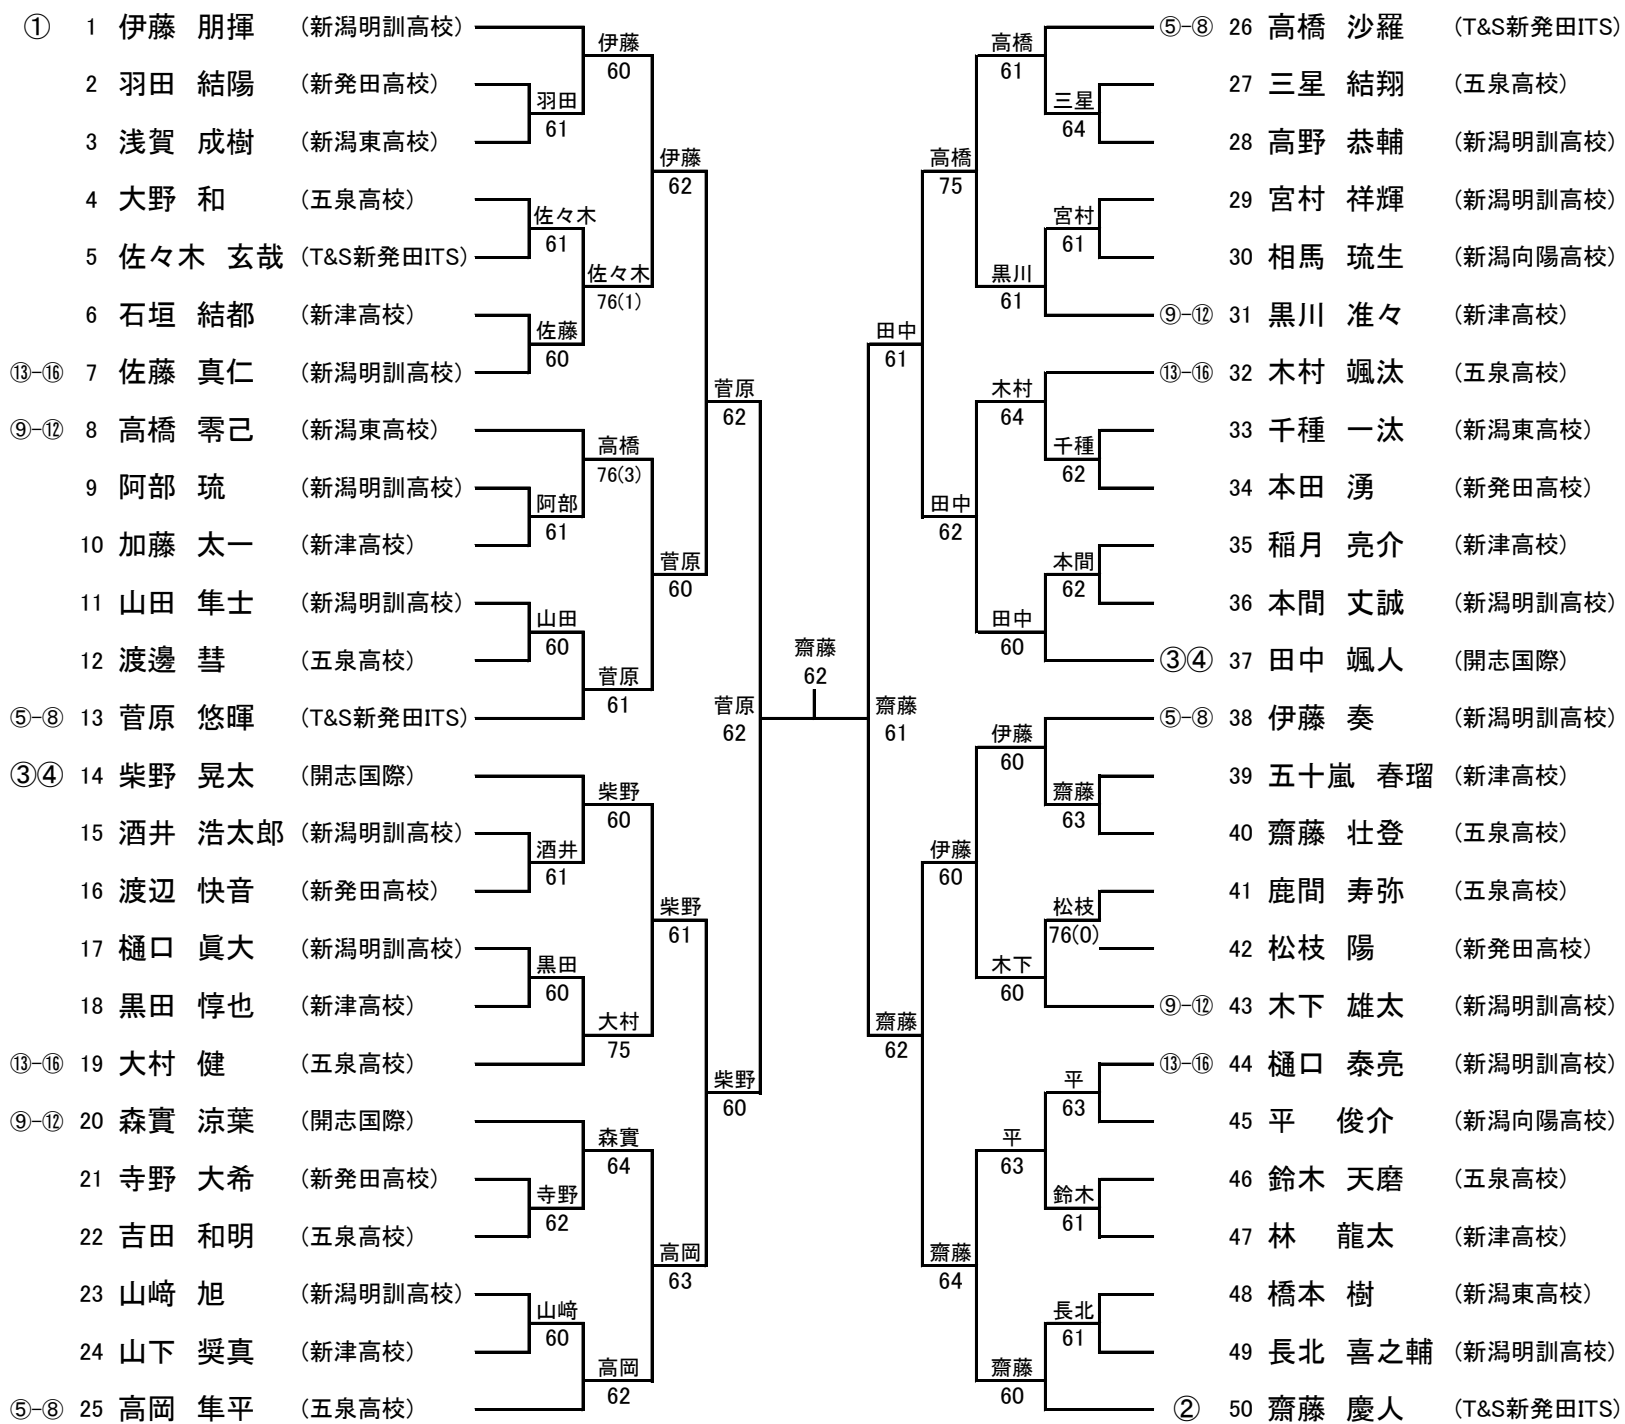 ① 1 伊藤 朋揮 (新潟明訓高校)
2 羽田 結陽 (新発田高校)
3 浅賀 成樹 (新潟東高校)
4 大野 和 (五泉高校)
5 佐々木 玄哉 (T&S新発田ITS)
6 石垣 結都 (新津高校)
⑬-⑯ 7 佐藤 真仁 (新潟明訓高校)
⑨-⑫ 8 高橋 零己 (新潟東高校)
9 阿部 琉 (新潟明訓高校)
10 加藤 太一 (新津高校)
11 山田 隼士 (新潟明訓高校)
12 渡邊 彗 (五泉高校)
⑤-⑧ 13 菅原 悠暉 (T&S新発田ITS)
③④ 14 柴野 晃太 (開志国際)
15 酒井 浩太郎 (新潟明訓高校)
16 渡辺 快音 (新発田高校)
17 樋口 眞大 (新潟明訓高校)
18 黒田 惇也 (新津高校)
⑬-⑯ 19 大村 健 (五泉高校)
⑨-⑫ 20 森實 涼葉 (開志国際)
21 寺野 大希 (新発田高校)
22 吉田 和明 (五泉高校)
23 山﨑 旭 (新潟明訓高校)
24 山下 奨真 (新津高校)
⑤-⑧ 25 高岡 隼平 (五泉高校)
羽田
61
佐々木
61
佐藤
60
阿部
61
山田
60
酒井
61
黒田
60
寺野
62
山﨑
60
伊藤
60
佐々木
76(1)
高橋
76(3)
菅原
61
柴野
60
大村
75
森實
64
高岡
62
伊藤
62
菅原
60
柴野
61
高岡
63
菅原
62
柴野
60
菅原
62
齋藤
62
齋藤
61
田中
61
齋藤
62
高橋
75
田中
62
伊藤
60
齋藤
64
高橋
61
黒川
61
木村
64
田中
60
伊藤
60
木下
60
平
63
齋藤
60
三星
64
宮村
61
千種
62
本間
62
齋藤
63
松枝
76(0)
平
63
鈴木
61
長北
61
⑤-⑧ 26 高橋 沙羅 (T&S新発田ITS)
27 三星 結翔 (五泉高校)
28 高野 恭輔 (新潟明訓高校)
29 宮村 祥輝 (新潟明訓高校)
30 相馬 琉生 (新潟向陽高校)
⑨-⑫ 31 黒川 准々 (新津高校)
⑬-⑯ 32 木村 颯汰 (五泉高校)
33 千種 一汰 (新潟東高校)
34 本田 湧 (新発田高校)
35 稲月 亮介 (新津高校)
36 本間 丈誠 (新潟明訓高校)
③④ 37 田中 颯人 (開志国際)
⑤-⑧ 38 伊藤 奏 (新潟明訓高校)
39 五十嵐 春瑠 (新津高校)
40 齋藤 壮登 (五泉高校)
41 鹿間 寿弥 (五泉高校)
42 松枝 陽 (新発田高校)
⑨-⑫ 43 木下 雄太 (新潟明訓高校)
⑬-⑯ 44 樋口 泰亮 (新潟明訓高校)
45 平 俊介 (新潟向陽高校)
46 鈴木 天磨 (五泉高校)
47 林 龍太 (新津高校)
48 橋本 樹 (新潟東高校)
49 長北 喜之輔 (新潟明訓高校)
② 50 齋藤 慶人 (T&S新発田ITS)